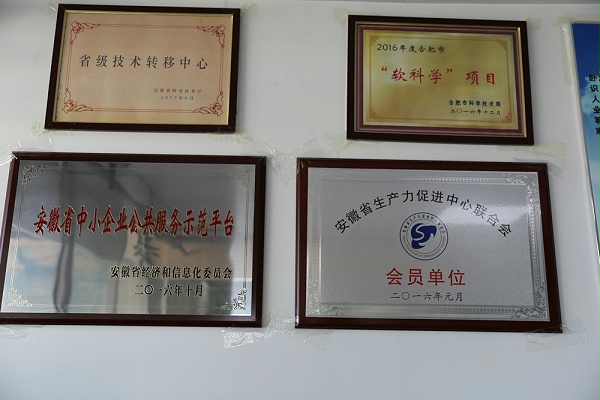 省级技术转移中心
安徽省科学技术厅
2017年6月
2016年度合肥市
“软科学”项目
合肥市科学技术局
二〇一六年十二月
安徽省中小企业公共服务示范平台
安徽省经济和信息化委员会
二〇一六年十月
安徽省生产力促进中心联合会
会员单位
二〇一六年元月
卧
识
人
业
等